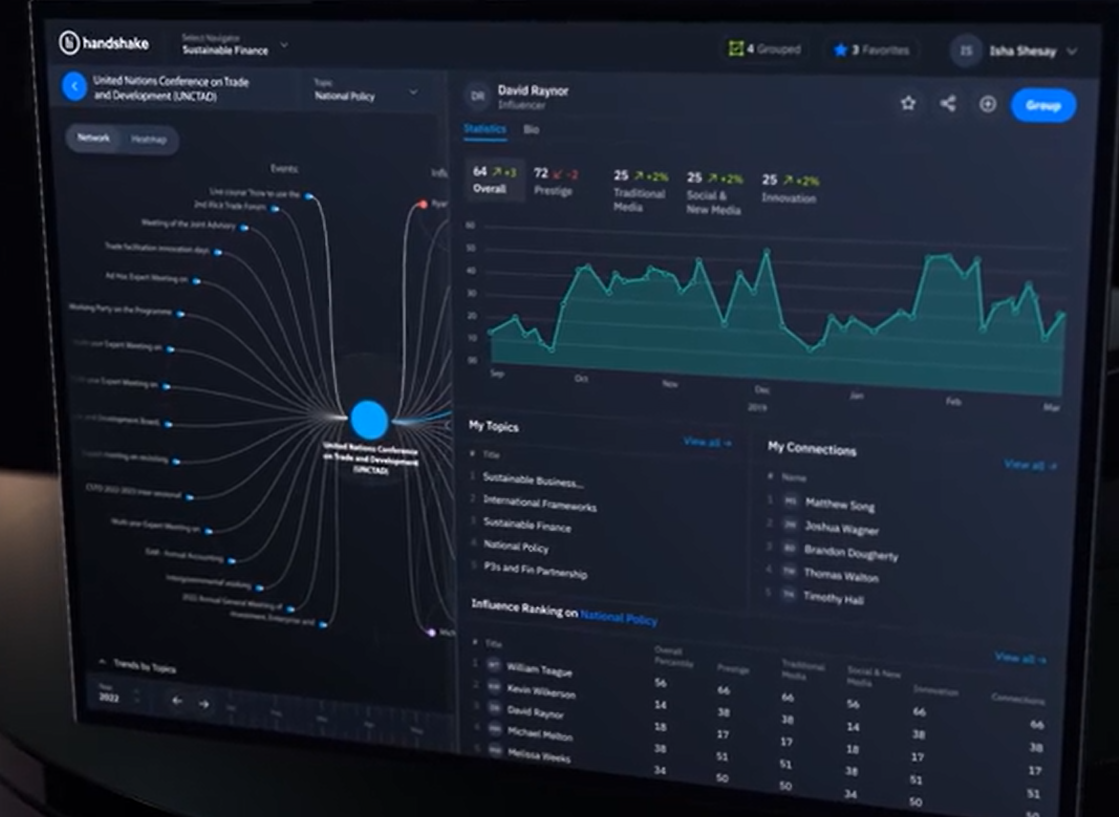 handshake
Select Navigator
Sustainable Finance
4 Grouped
3 Favorites
IS
Isha Shesay
United Nations Conference on Trade
and Development (UNCTAD)
Topic
National Policy
DR
David Raynor
Influencer
Group
Network
Heatmap
Statistics
Bio
64 +3
Overall
72 -2
Prestige
25 +2%
Traditional
Media
25 +2%
Social &
New Media
25 +2%
Innovation
Events
Live course "how to use the
2nd Illicit Trade Forum
Meeting of the Joint Advisory
Trade facilitation innovation days
Ad Hoc Expert Meeting on
Working Party on the Programme
year Expert Meeting on
year Expert Meeting on
and Development Board
meeting on
CSTD 2022-2023 inter-sessional
Multi-year Expert Meeting on
Annual Accounting
Intergovernmental working
2022 Annual General Meeting of
Investment, Enterprise and
United Nations Conference
on Trade and Development
(UNCTAD)
60
50
40
30
20
10
00
Sep
Oct
Nov
Dec
2019
Jan
Feb
Mar
My Topics
View all →
# Title
1 Sustainable Business...
2 International Frameworks
3 Sustainable Finance
4 National Policy
5 P3s and Fin Partnership
My Connections
View all →
# Name
1 MS Matthew Song
2 JW Joshua Wagner
3 BD Brandon Dougherty
4 TW Thomas Walton
5 TH Timothy Hall
Influence Ranking on National Policy
View all →
# Title Overall Percentile Prestige Traditional Media Social & New Media Innovation Connections
1 WT William Teague 56 66 66 56 66 66
2 KW Kevin Wilkerson 14 38 38 14 38 38
3 DR David Raynor 18 17 17 18 17 17
4 MM Michael Melton 38 51 51 38 51 51
5 MW Melissa Weeks 34 50 50 34 50 50
Trends by Topics
Year
2022
← →